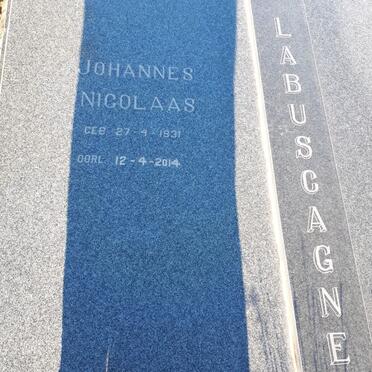 JOHANNES
NICOLAAS
GEB 27-4-1931
OORL 12-4-2014
LABUSCAGNE